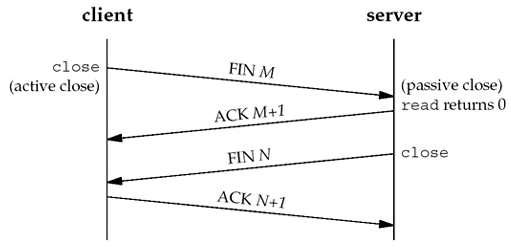 client
server
close
(active close)
FIN M
(passive close)
read returns 0
ACK M+1
FIN N
close
ACK N+1